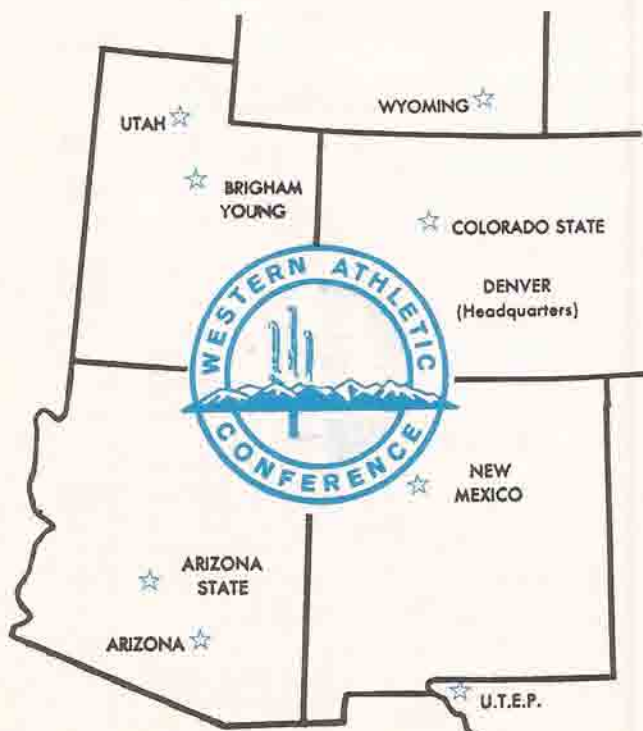 UTAH
WYOMING
BRIGHAM
YOUNG
COLORADO STATE
DENVER
(Headquarters)
WESTERN ATHLETIC
CONFERENCE
NEW
MEXICO
ARIZONA
STATE
ARIZONA
U.T.E.P.